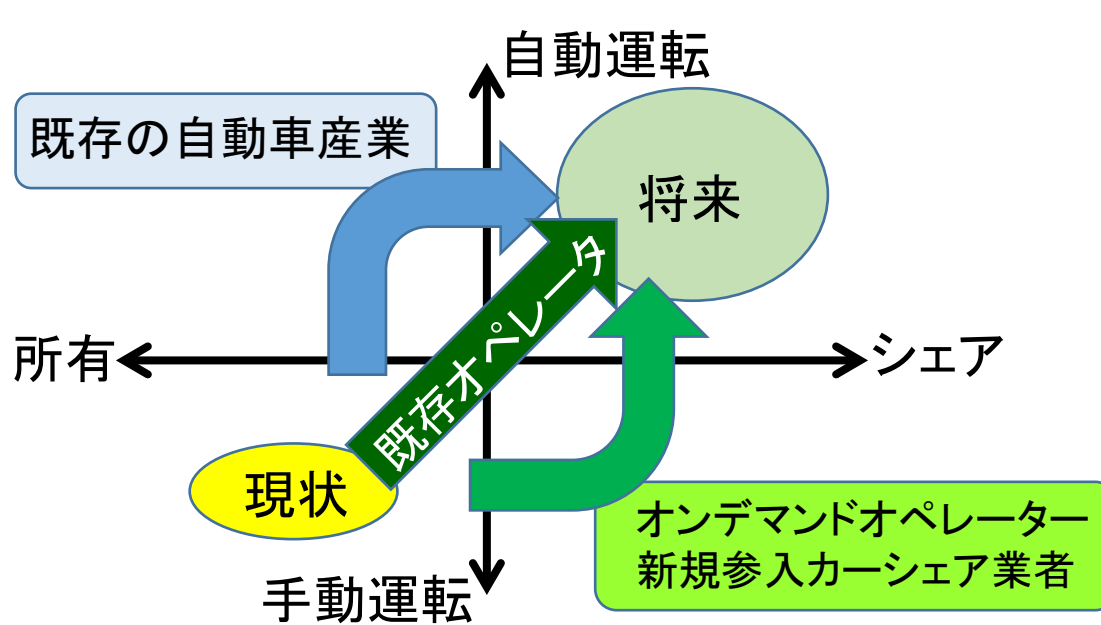 自動運転
既存の自動車産業
将来
既存オペレータ
所有
シェア
現状
オンデマンドオペレーター
新規参入カーシェア業者
手動運転